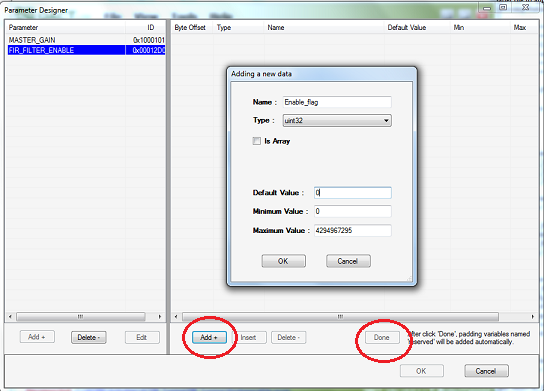 Parameter Designer
Parameter ID
MASTER_GAIN 0x1000101
FIR_FILTER_ENABLE 0x00012D0
Byte Offset Type Name Default Value Min Max
Adding a new data
Name : Enable_flag
Type : uint32
Is Array
Default Value : 0
Minimum Value : 0
Maximum Value : 4294967295
OK Cancel
Add + Delete - Edit
Add + Insert Delete - Done
After click 'Done', padding variables named
'reserved' will be added automatically.
OK Cancel